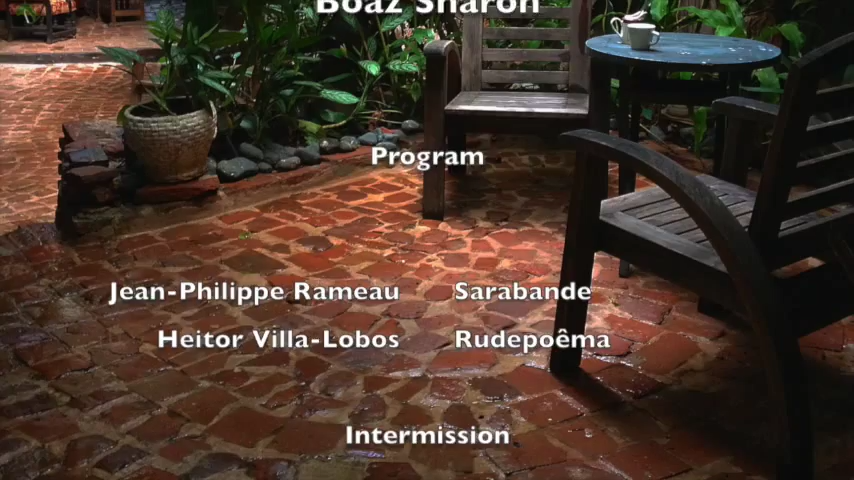 Boaz Sharon
Program
Jean-Philippe Rameau Sarabande
Heitor Villa-Lobos Rudepoêma
Intermission